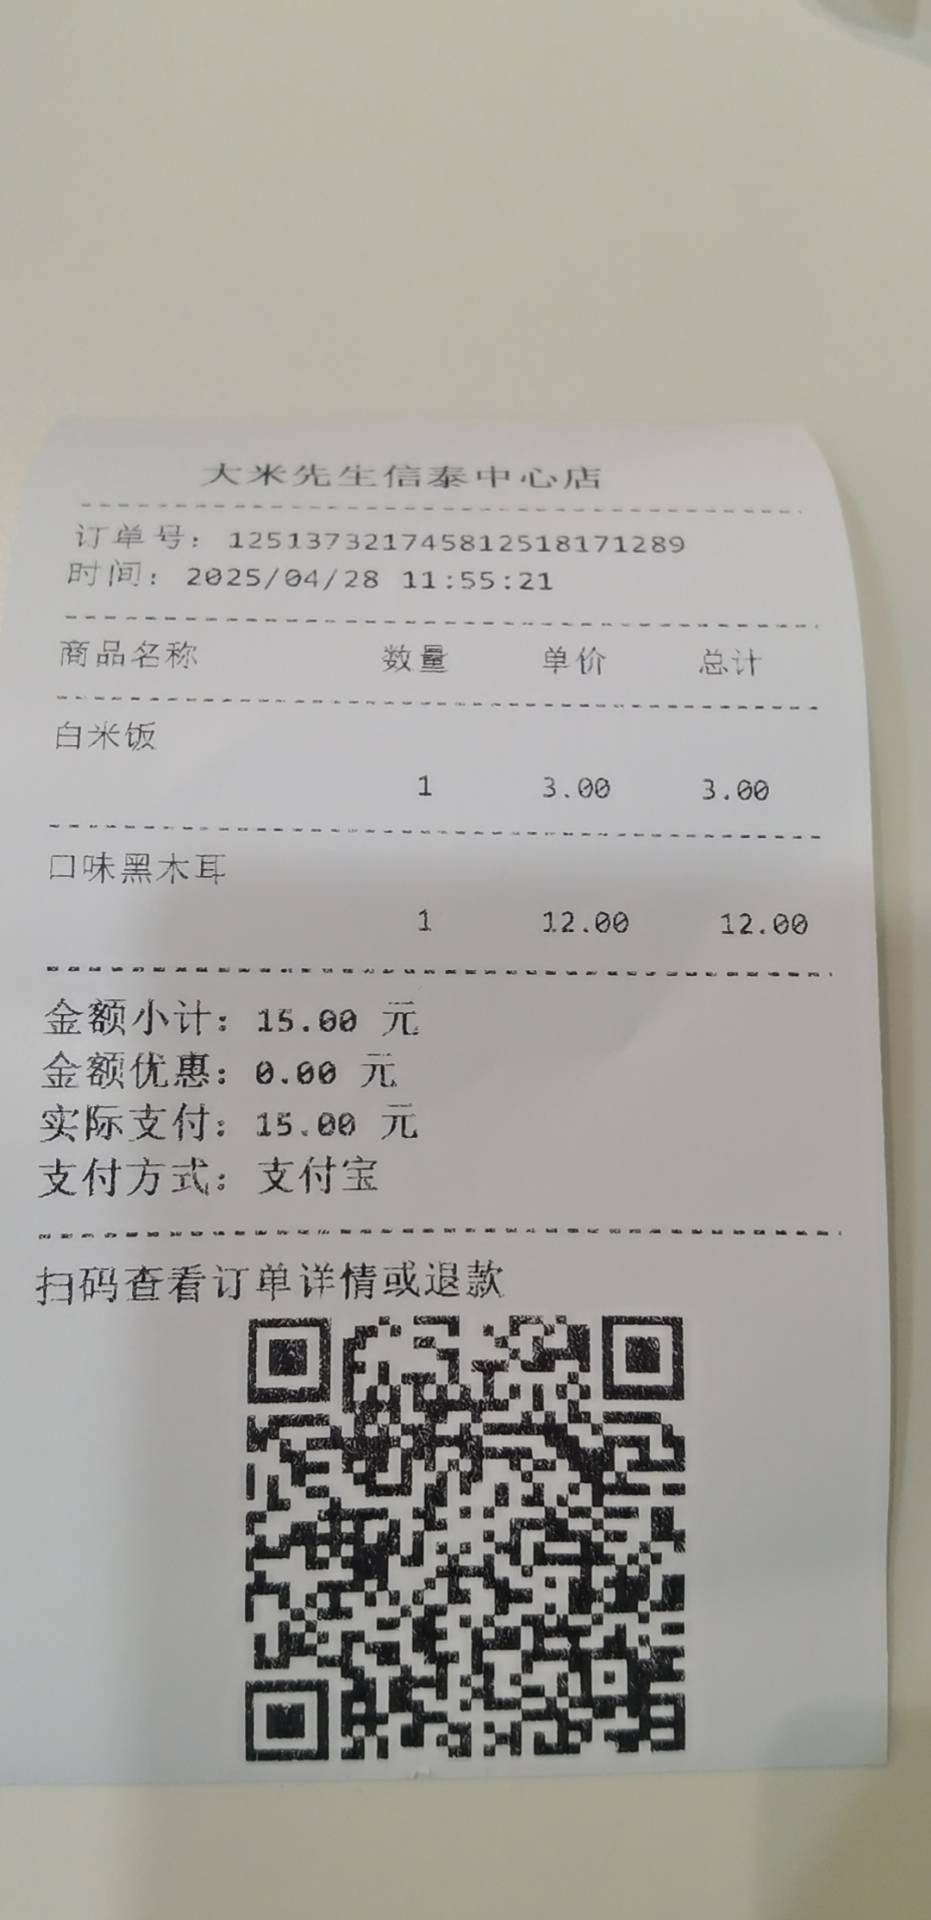 大米先生信泰中心店
订单号: 1251373217458125181​71289
时间: 2025/04/28 11:55:21
商品名称 数量 单价 总计
白米饭
1 3.00 3.00
口味黑木耳
1 12.00 12.00
金额小计: 15.00 元
金额优惠: 0.00 元
实际支付: 15.00 元
支付方式: 支付宝
扫码查看订单详情或退款